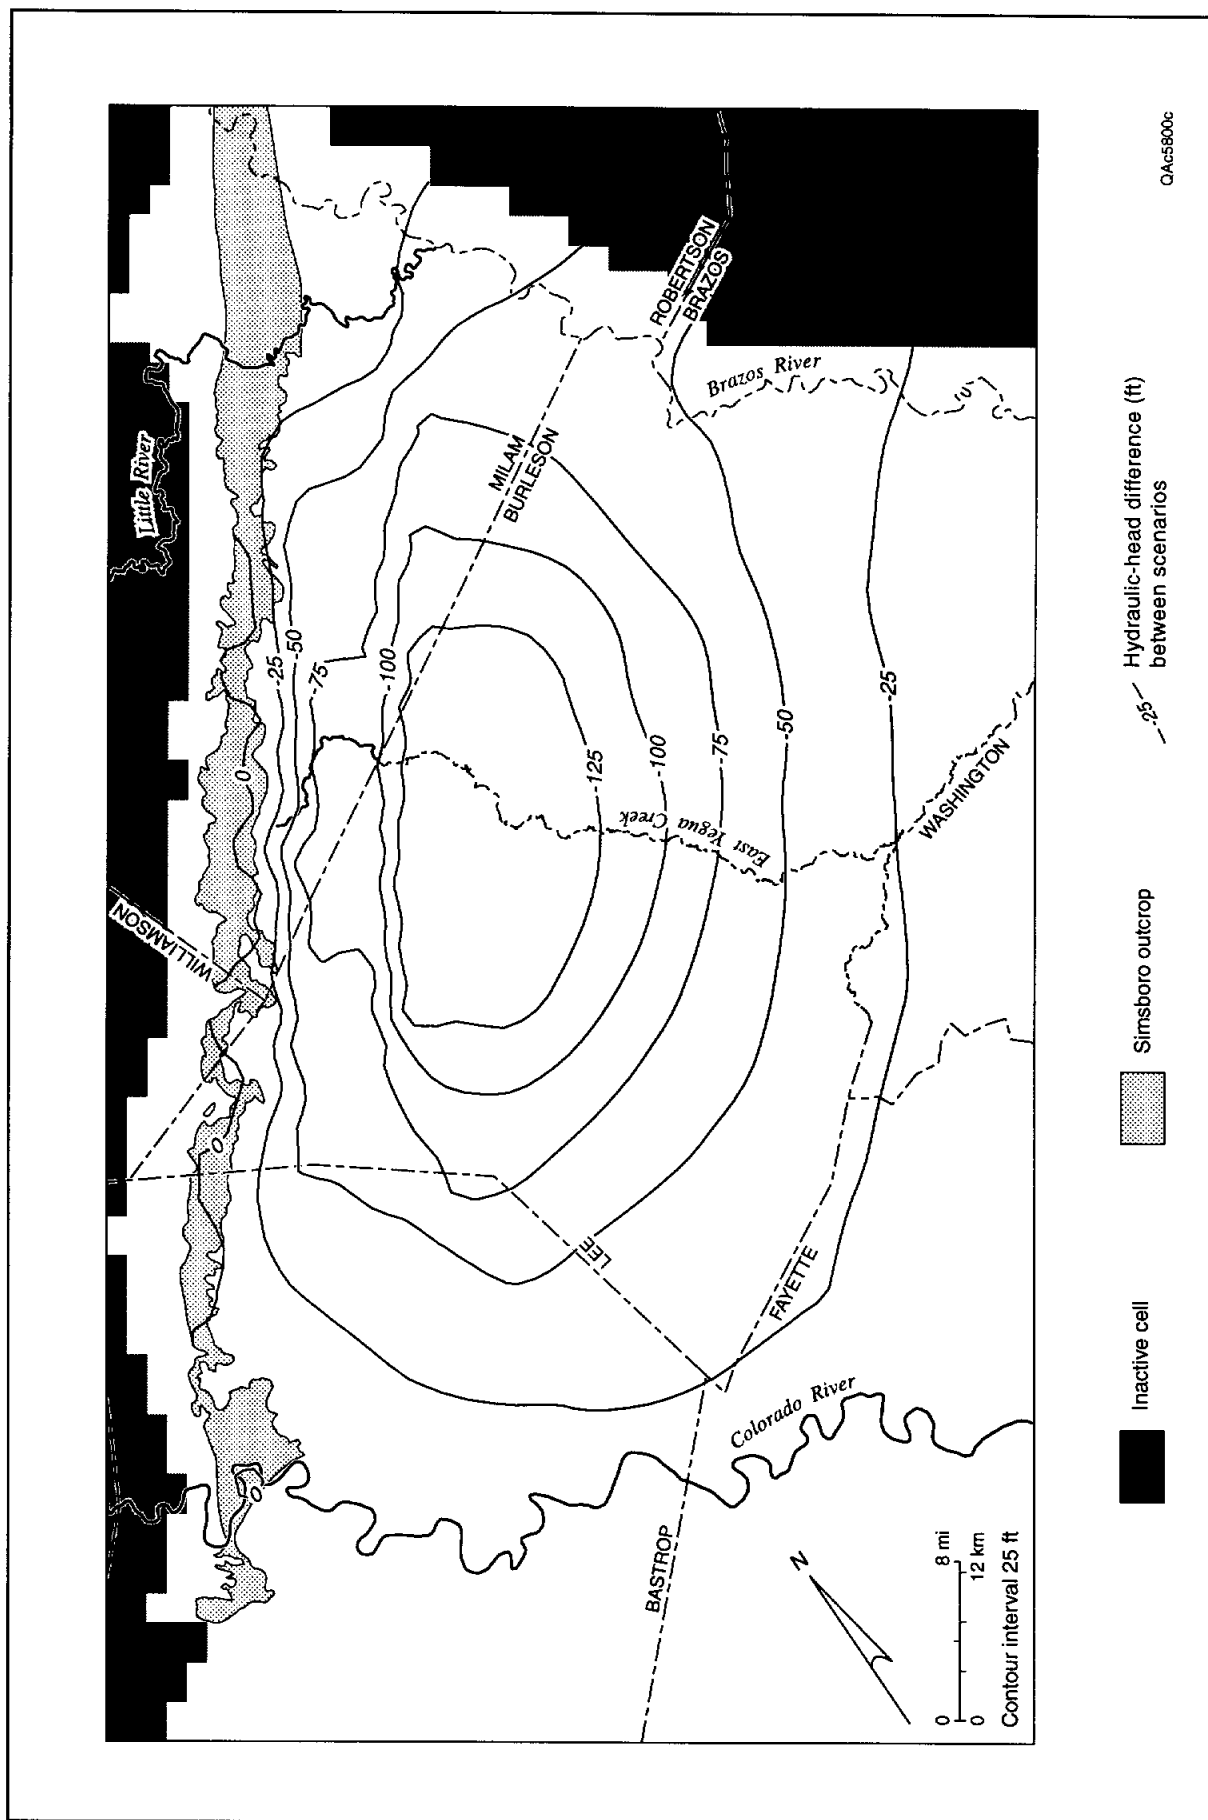 WILLIAMSON
Little River
0
0
0
0
0
-25
-50
-75
-100
-125
-100
-75
-50
-25
MILAM
BURLESON
ROBERTSON
BRAZOS
Brazos River
East Yegua Creek
WASHINGTON
LEE
FAYETTE
BASTROP
Colorado River
N
0 8 mi
0 12 km
Contour interval 25 ft
Inactive cell
Simsboro outcrop
-25
Hydraulic-head difference (ft)
between scenarios
QAc5800c